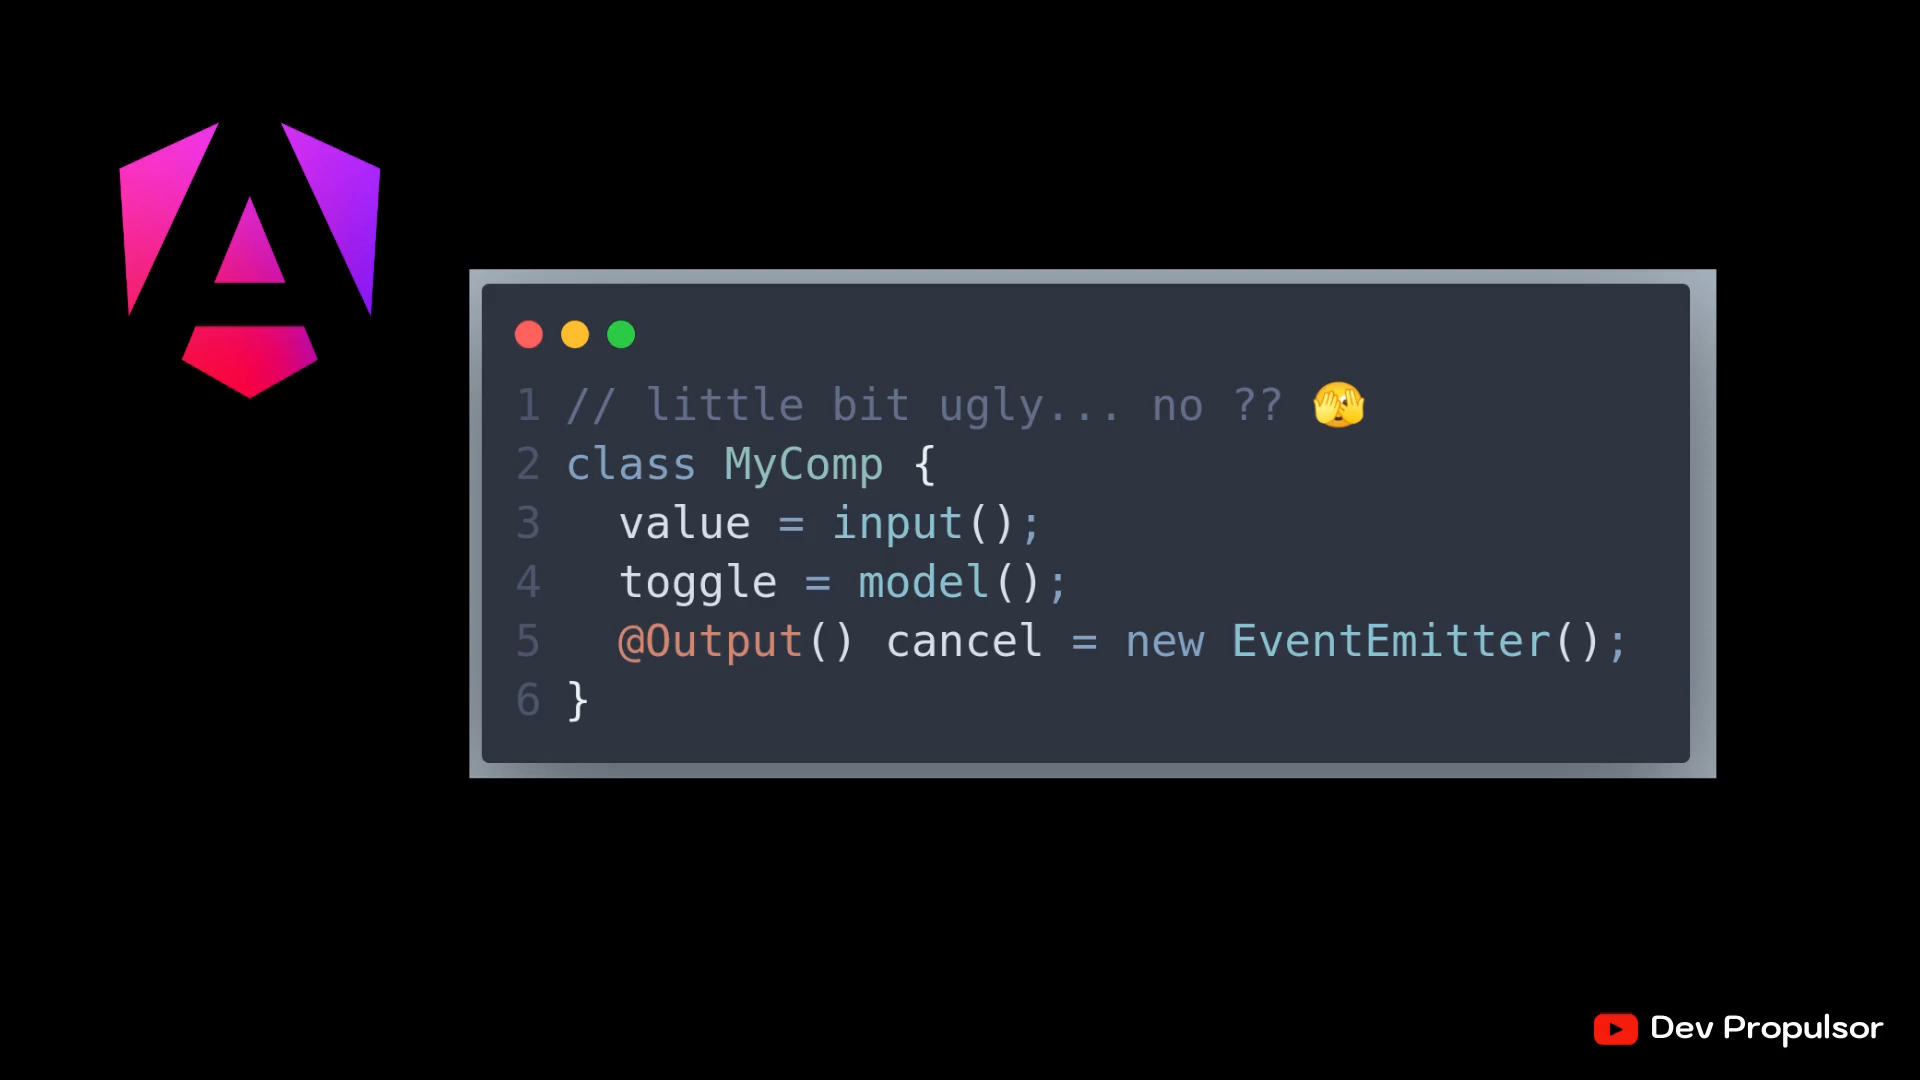 1 // little bit ugly... no ?? 🫣
2 class MyComp {
3   value = input();
4   toggle = model();
5   @Output() cancel = new EventEmitter();
6 }
Dev Propulsor